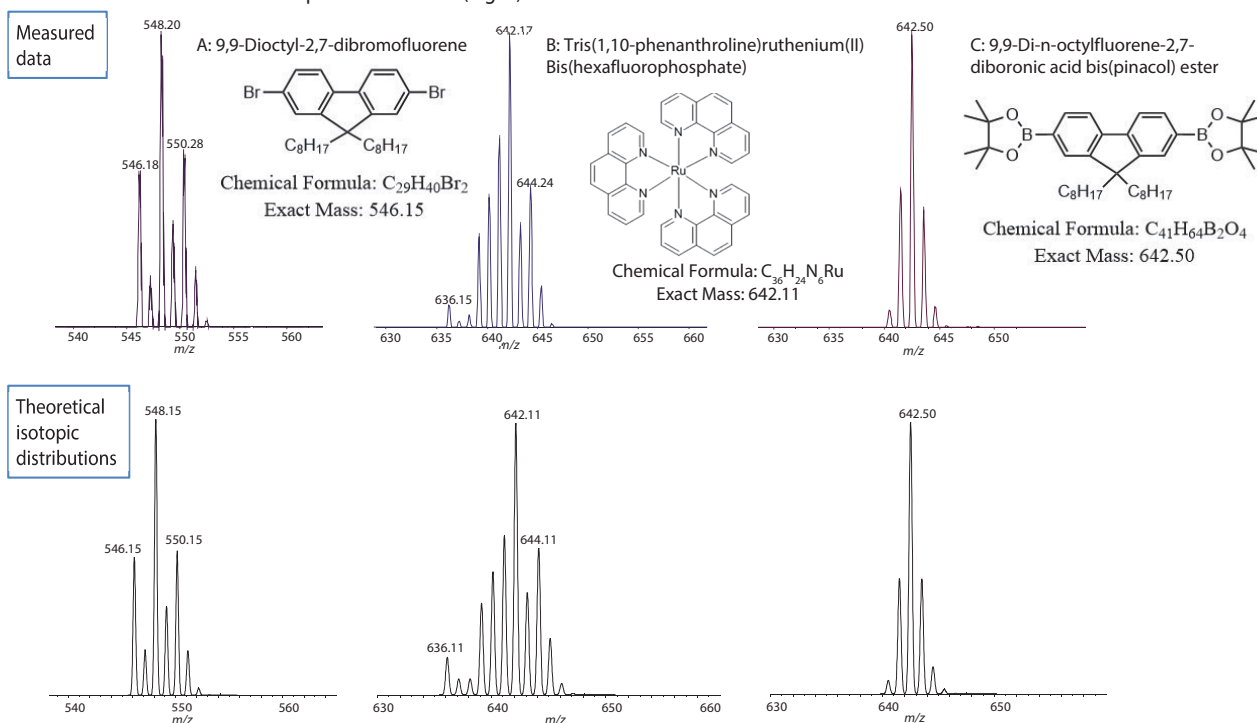 Measured
data
548.20
546.18
550.28
A: 9,9-Dioctyl-2,7-dibromofluorene
Br
Br
C8H17 C8H17
Chemical Formula: C29H40Br2
Exact Mass: 546.15
540 545 550 555 560
m/z
642.17
644.24
636.15
B: Tris(1,10-phenanthroline)ruthenium(II)
Bis(hexafluorophosphate)
N
N
N
Ru
N
N
N
Chemical Formula: C36H24N6Ru
Exact Mass: 642.11
630 635 640 645 650 655 660
m/z
642.50
C: 9,9-Di-n-octylfluorene-2,7-
diboronic acid bis(pinacol) ester
O
B
O
O
B
O
C8H17 C8H17
Chemical Formula: C41H64B2O4
Exact Mass: 642.50
630 635 640 645 650
m/z
Theoretical
isotopic
distributions
548.15
546.15
550.15
540 550 560
m/z
642.11
644.11
636.11
630 640 650 660
m/z
642.50
630 640 650
m/z